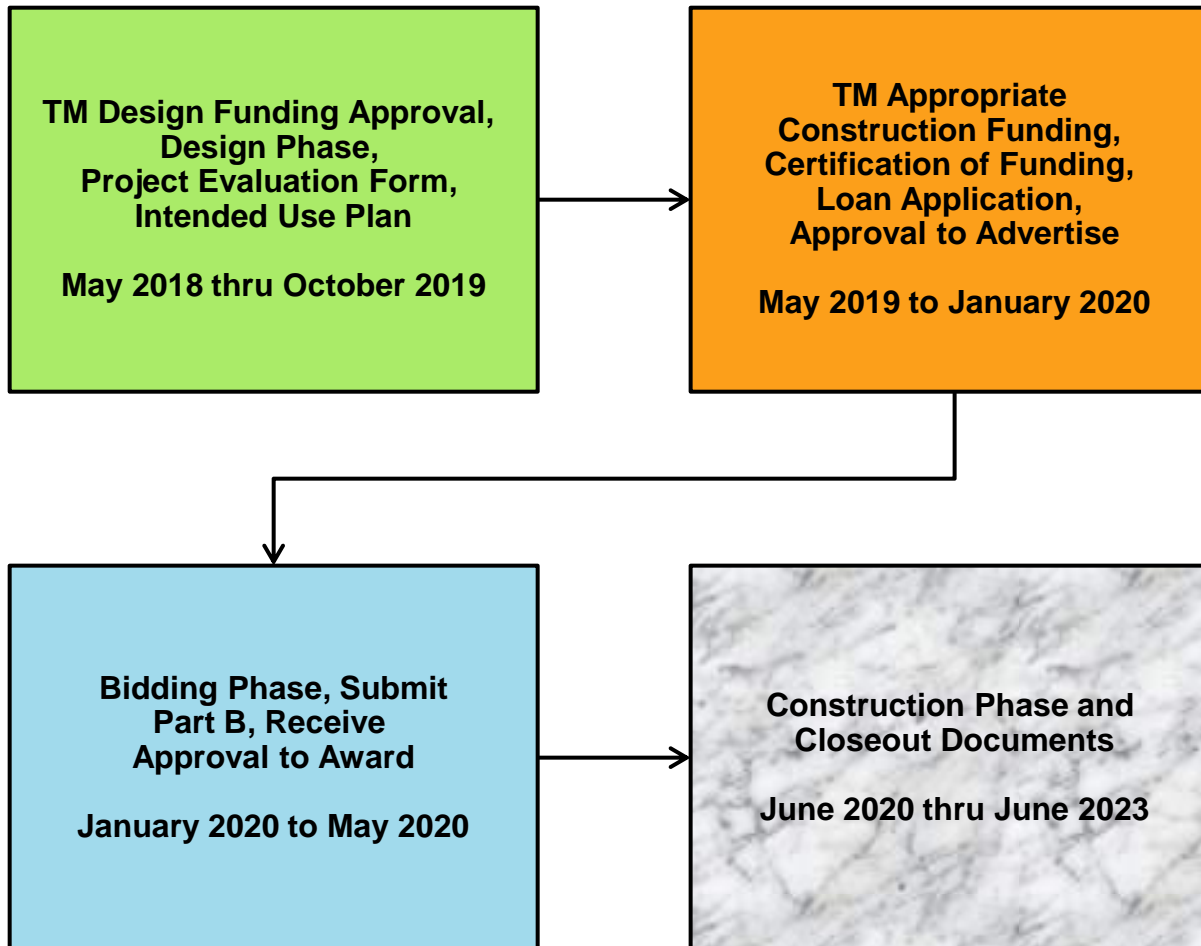 TM Design Funding Approval,
Design Phase,
Project Evaluation Form,
Intended Use Plan
May 2018 thru October 2019
TM Appropriate
Construction Funding,
Certification of Funding,
Loan Application,
Approval to Advertise
May 2019 to January 2020
Bidding Phase, Submit
Part B, Receive
Approval to Award
January 2020 to May 2020
Construction Phase and
Closeout Documents
June 2020 thru June 2023